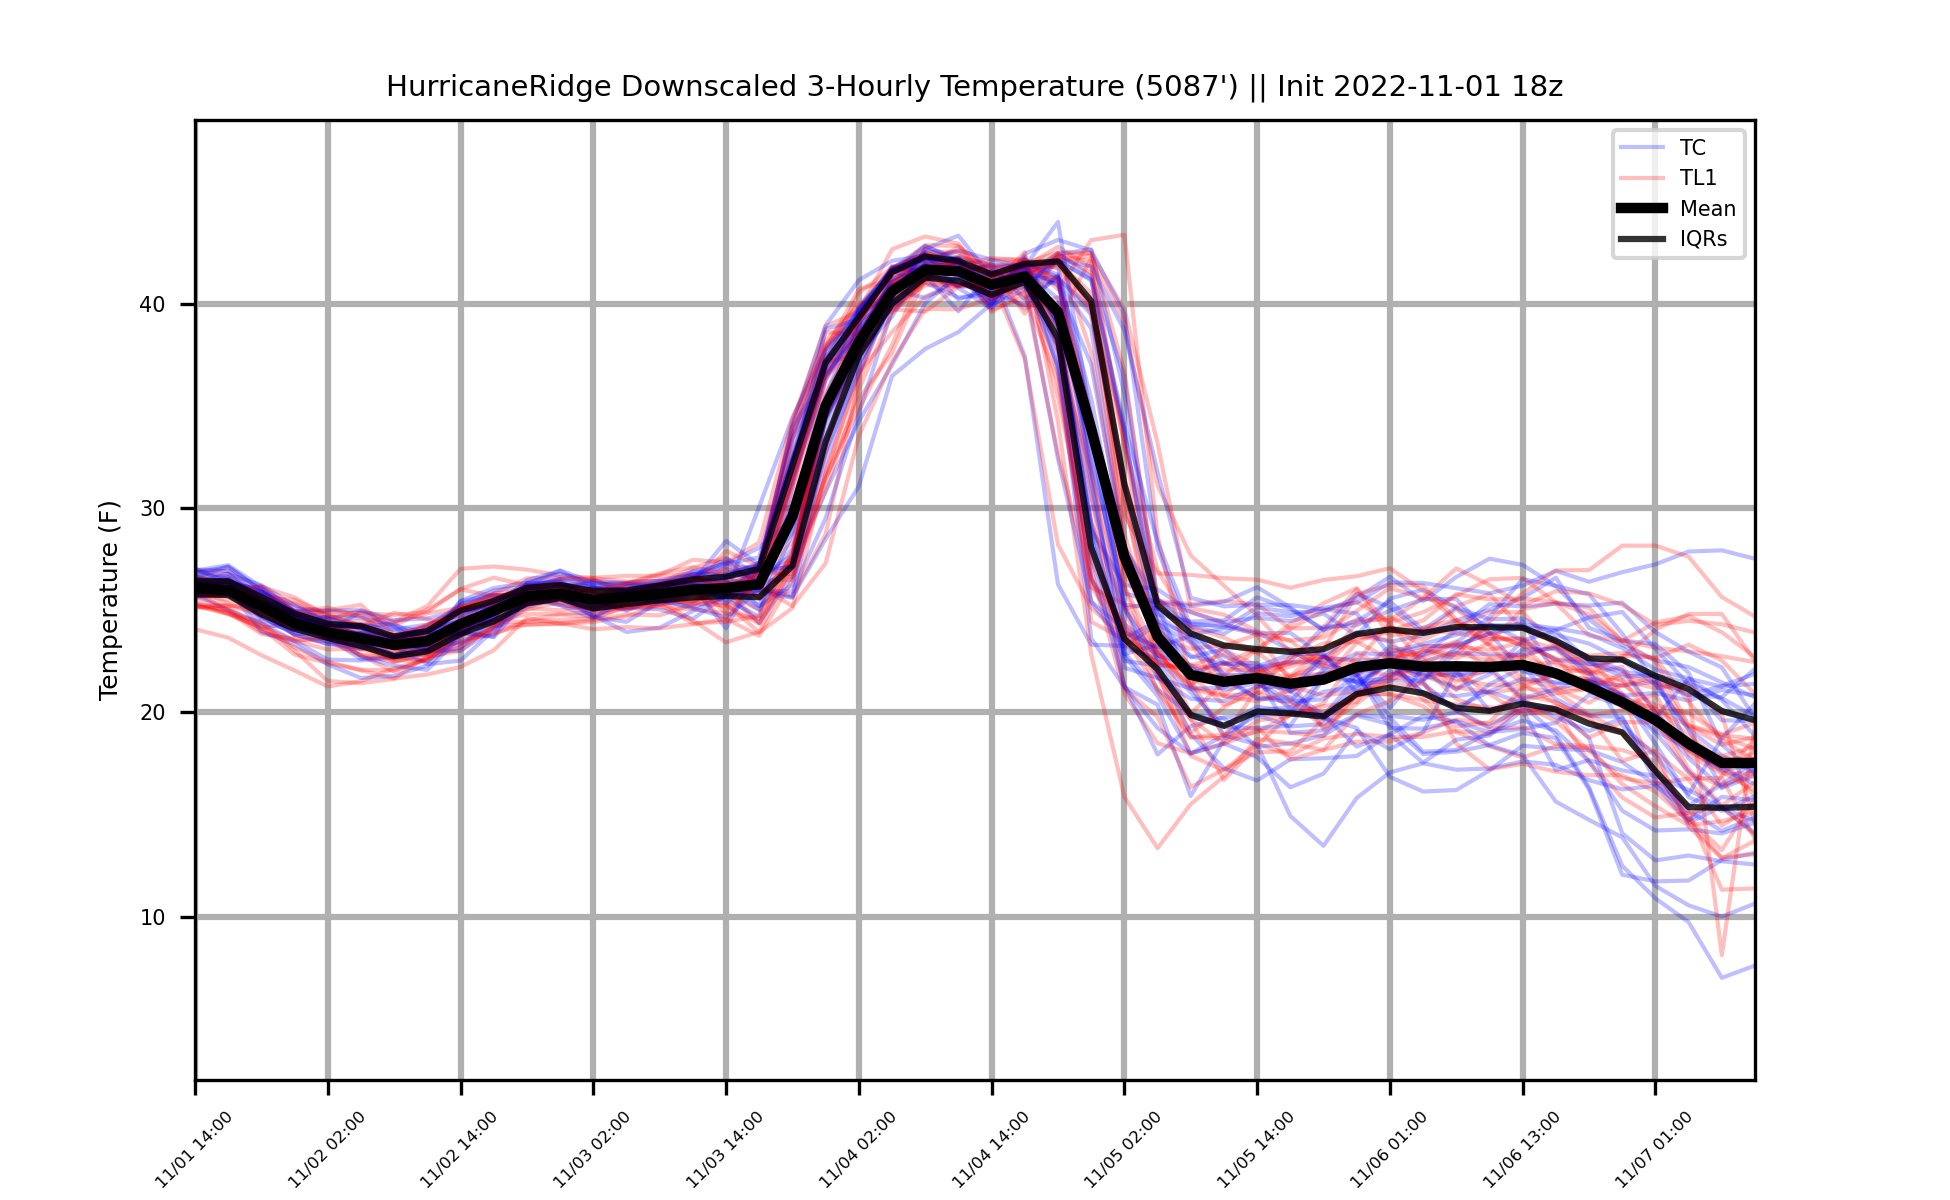 HurricaneRidge Downscaled 3-Hourly Temperature (5087') || Init 2022-11-01 18z
TC
TL1
Mean
IQRs
Temperature (F)
40
30
20
10
11/01 14:00
11/02 02:00
11/02 14:00
11/03 02:00
11/03 14:00
11/04 02:00
11/04 14:00
11/05 02:00
11/05 14:00
11/06 01:00
11/06 13:00
11/07 01:00